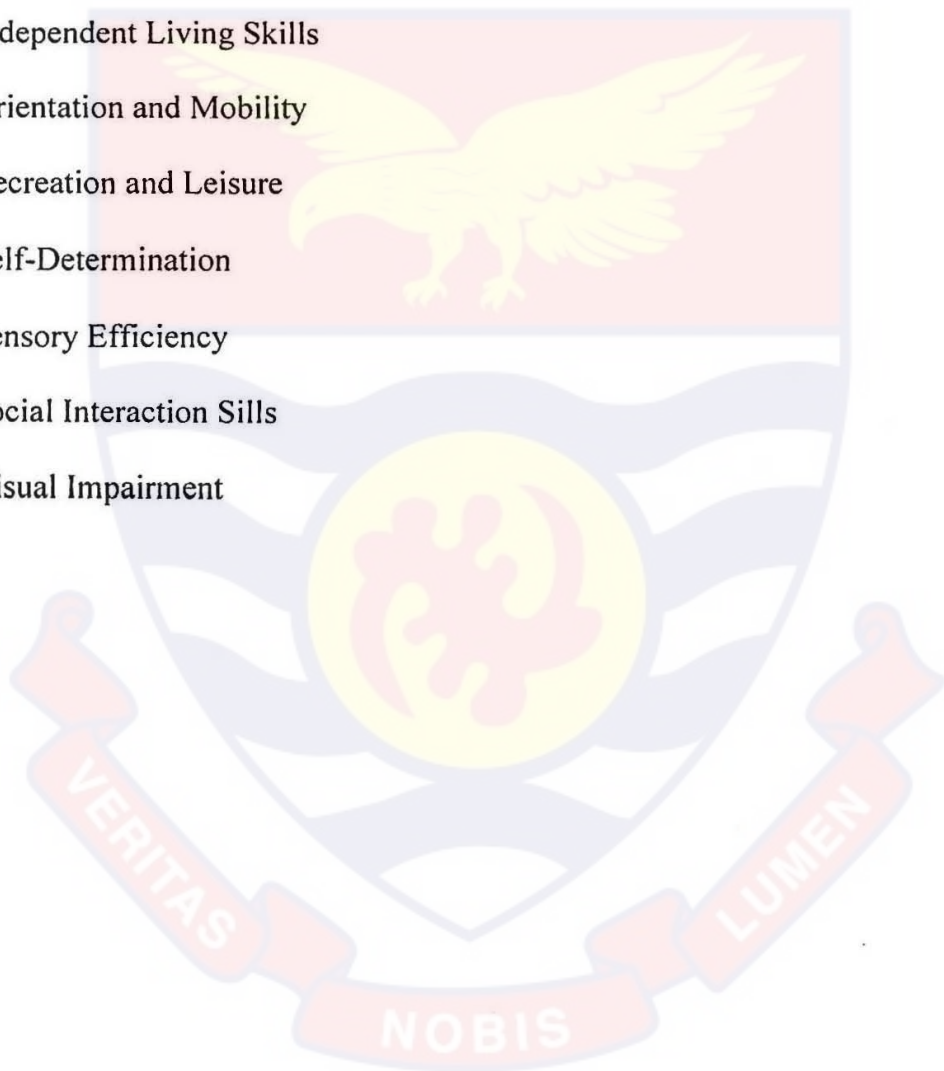 dependent Living Skills
rientation and Mobility
ecreation and Leisure
elf-Determination
ensory Efficiency
ocial Interaction Sills
isual Impairment
VERITAS
NOBIS
LUMEN